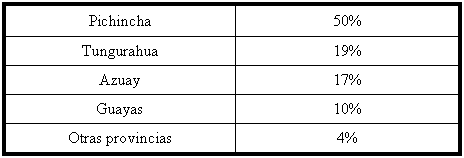 Pichincha 50%
Tungurahua 19%
Azuay 17%
Guayas 10%
Otras provincias 4%